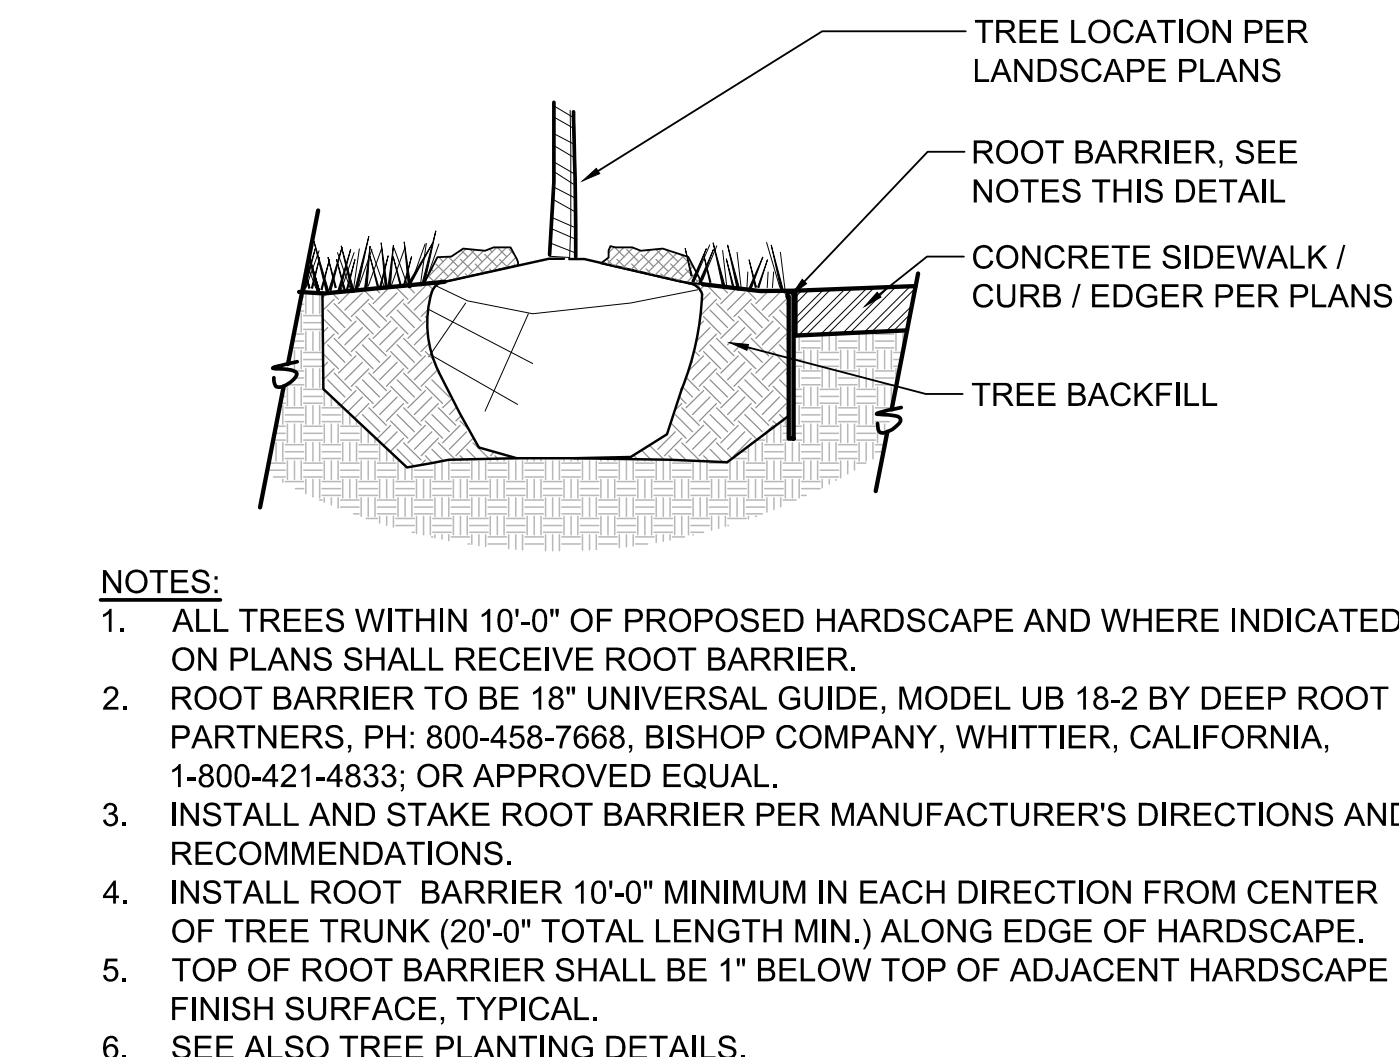 TREE LOCATION PER
LANDSCAPE PLANS
ROOT BARRIER, SEE
NOTES THIS DETAIL
CONCRETE SIDEWALK /
CURB / EDGER PER PLANS
TREE BACKFILL
NOTES:
1. ALL TREES WITHIN 10'-0" OF PROPOSED HARDSCAPE AND WHERE INDICATED
ON PLANS SHALL RECEIVE ROOT BARRIER.
2. ROOT BARRIER TO BE 18" UNIVERSAL GUIDE, MODEL UB 18-2 BY DEEP ROOT
PARTNERS, PH: 800-458-7668, BISHOP COMPANY, WHITTIER, CALIFORNIA,
1-800-421-4833; OR APPROVED EQUAL.
3. INSTALL AND STAKE ROOT BARRIER PER MANUFACTURER'S DIRECTIONS AND
RECOMMENDATIONS.
4. INSTALL ROOT BARRIER 10'-0" MINIMUM IN EACH DIRECTION FROM CENTER
OF TREE TRUNK (20'-0" TOTAL LENGTH MIN.) ALONG EDGE OF HARDSCAPE.
5. TOP OF ROOT BARRIER SHALL BE 1" BELOW TOP OF ADJACENT HARDSCAPE
FINISH SURFACE, TYPICAL.
6. SEE ALSO TREE PLANTING DETAILS.